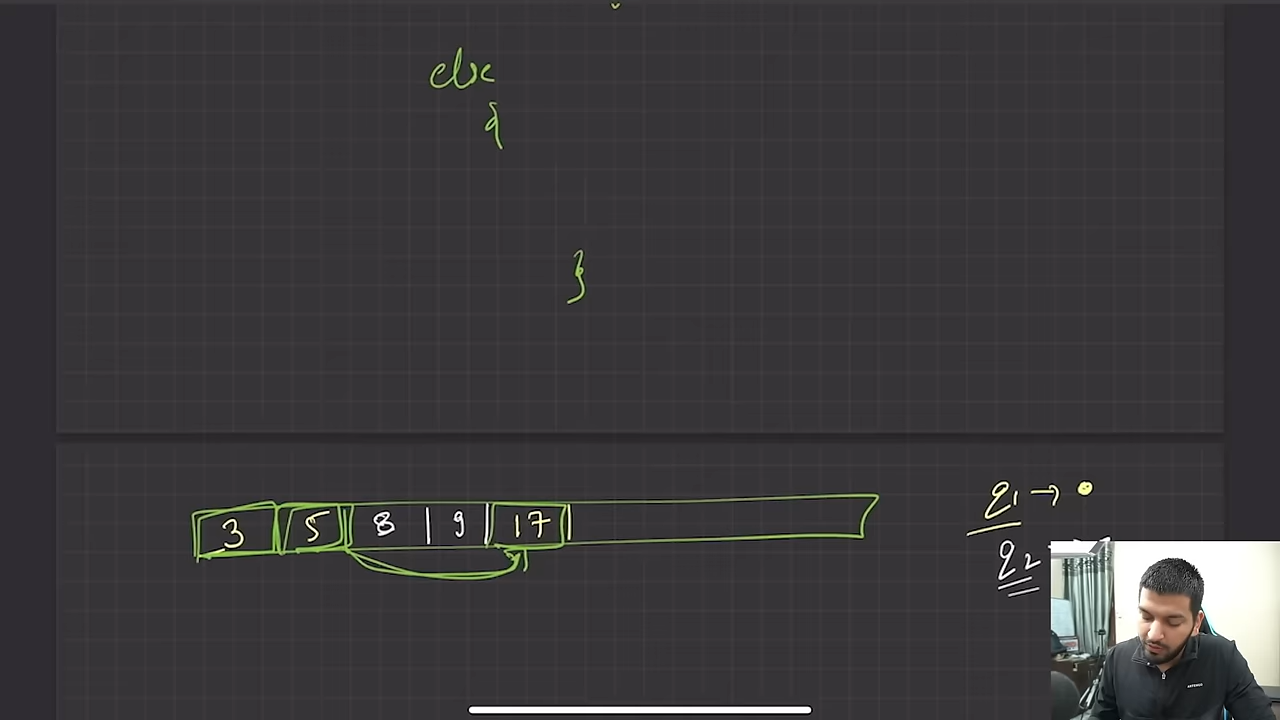 else
{
}
3 5 8 | 9 | 17 |
q₁ →
q₂